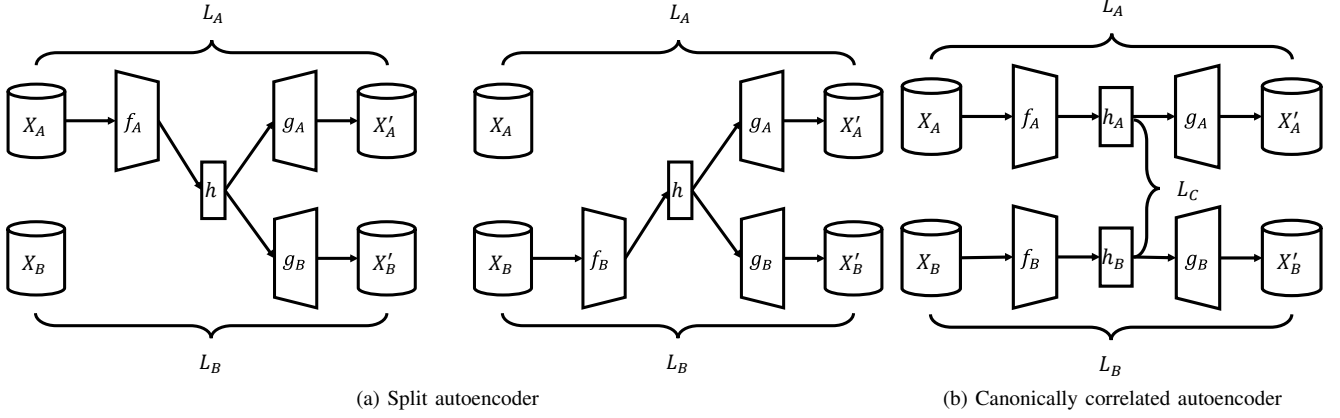 L_A
X_A f_A g_A X'_A
h
X_B g_B X'_B
L_B
L_A
X_A g_A X'_A
h
X_B f_B g_B X'_B
L_B
(a) Split autoencoder
L_A
X_A f_A h_A g_A X'_A
L_C
X_B f_B h_B g_B X'_B
L_B
(b) Canonically correlated autoencoder